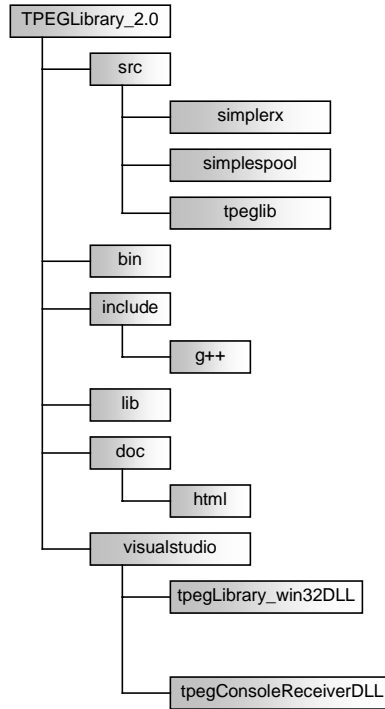 TPEGLibrary_2.0
src
simplerx
simplespool
tpeglib
bin
include
g++
lib
doc
html
visualstudio
tpegLibrary_win32DLL
tpegConsoleReceiverDLL